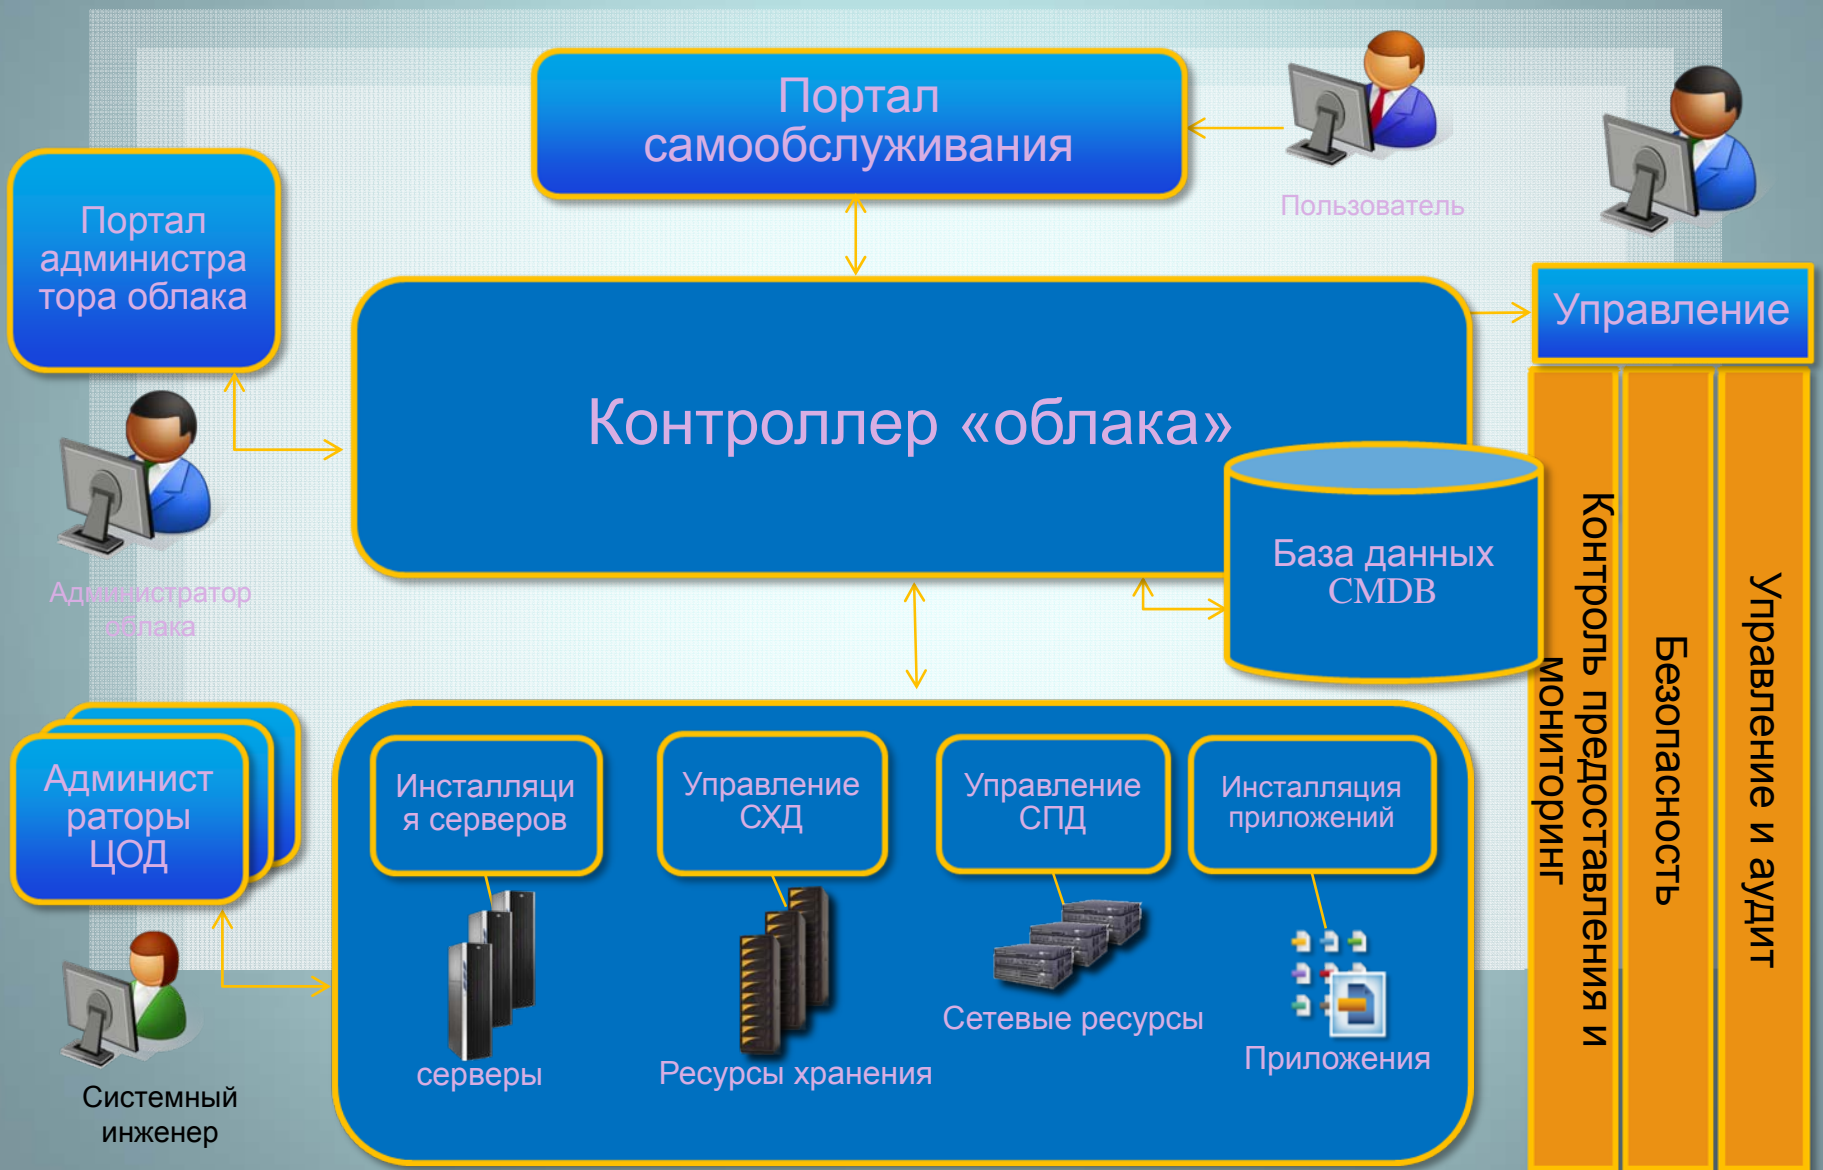 Портал
самообслуживания
Пользователь
Портал
администра
тора облака
Управление
Контроллер «облака»
База данных
CMDB
Администратор
облака
Контроль предоставления и
мониторинг
Безопасность
Управление и аудит
Админист
раторы
ЦОД
Инсталляци
я серверов
Управление
СХД
Управление
СПД
Инсталляция
приложений
серверы
Ресурсы хранения
Сетевые ресурсы
Приложения
Системный
инженер